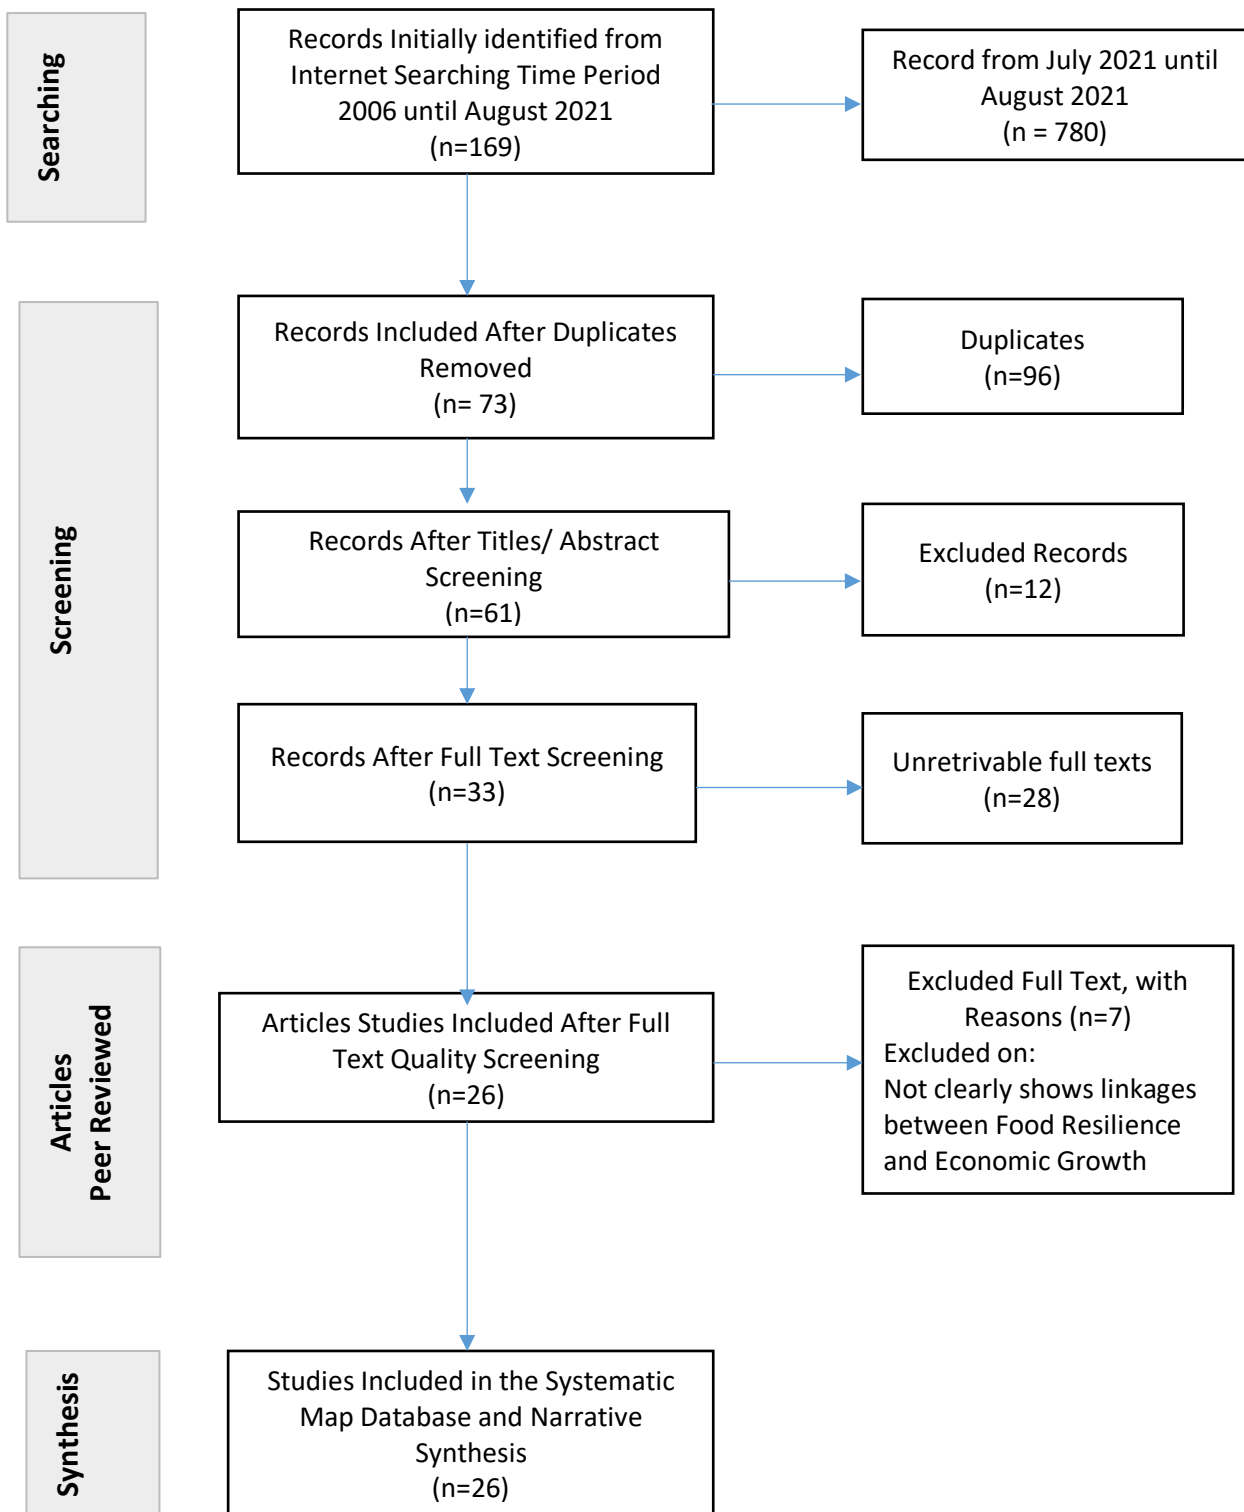 Searching
Records Initially identified from
Internet Searching Time Period
2006 until August 2021
(n=169)
Record from July 2021 until
August 2021
(n = 780)
Screening
Records Included After Duplicates
Removed
(n= 73)
Duplicates
(n=96)
Records After Titles/ Abstract
Screening
(n=61)
Excluded Records
(n=12)
Records After Full Text Screening
(n=33)
Unretrivable full texts
(n=28)
Articles
Peer Reviewed
Articles Studies Included After Full
Text Quality Screening
(n=26)
Excluded Full Text, with
Reasons (n=7)
Excluded on:
Not clearly shows linkages
between Food Resilience
and Economic Growth
Synthesis
Studies Included in the Systematic
Map Database and Narrative
Synthesis
(n=26)